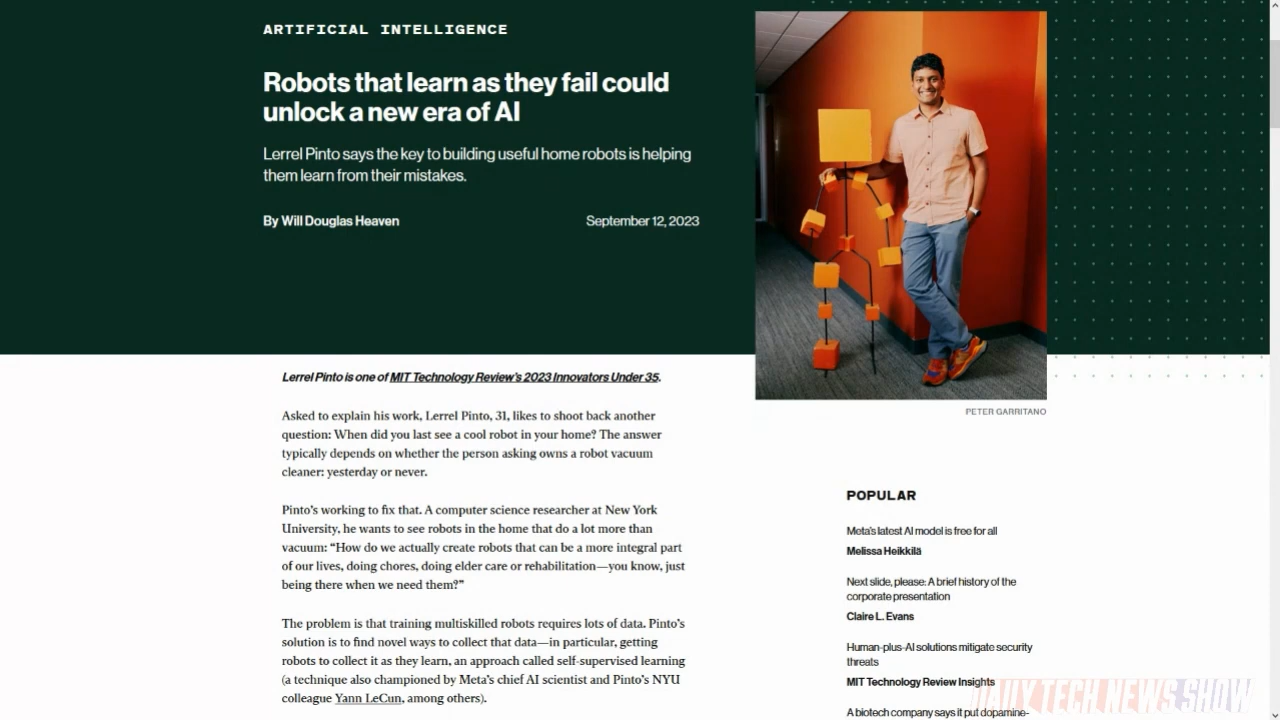 ARTIFICIAL INTELLIGENCE
Robots that learn as they fail could
unlock a new era of AI
Lerrel Pinto says the key to building useful home robots is helping
them learn from their mistakes.
By Will Douglas Heaven
September 12, 2023
PETER GARRITANO
Lerrel Pinto is one of MIT Technology Review's 2023 Innovators Under 35.
Asked to explain his work, Lerrel Pinto, 31, likes to shoot back another
question: When did you last see a cool robot in your home? The answer
typically depends on whether the person asking owns a robot vacuum
cleaner: yesterday or never.
Pinto's working to fix that. A computer science researcher at New York
University, he wants to see robots in the home that do a lot more than
vacuum: “How do we actually create robots that can be a more integral part
of our lives, doing chores, doing elder care or rehabilitation—you know, just
being there when we need them?”
The problem is that training multiskilled robots requires lots of data. Pinto's
solution is to find novel ways to collect that data—in particular, getting
robots to collect it as they learn, an approach called self-supervised learning
(a technique also championed by Meta's chief AI scientist and Pinto's NYU
colleague Yann LeCun, among others).
POPULAR
Meta's latest AI model is free for all
Melissa Heikkilä
Next slide, please: A brief history of the
corporate presentation
Claire L. Evans
Human-plus-AI solutions mitigate security
threats
MIT Technology Review Insights
A biotech company says it put dopamine-
DAILY TECH NEWS SHOW